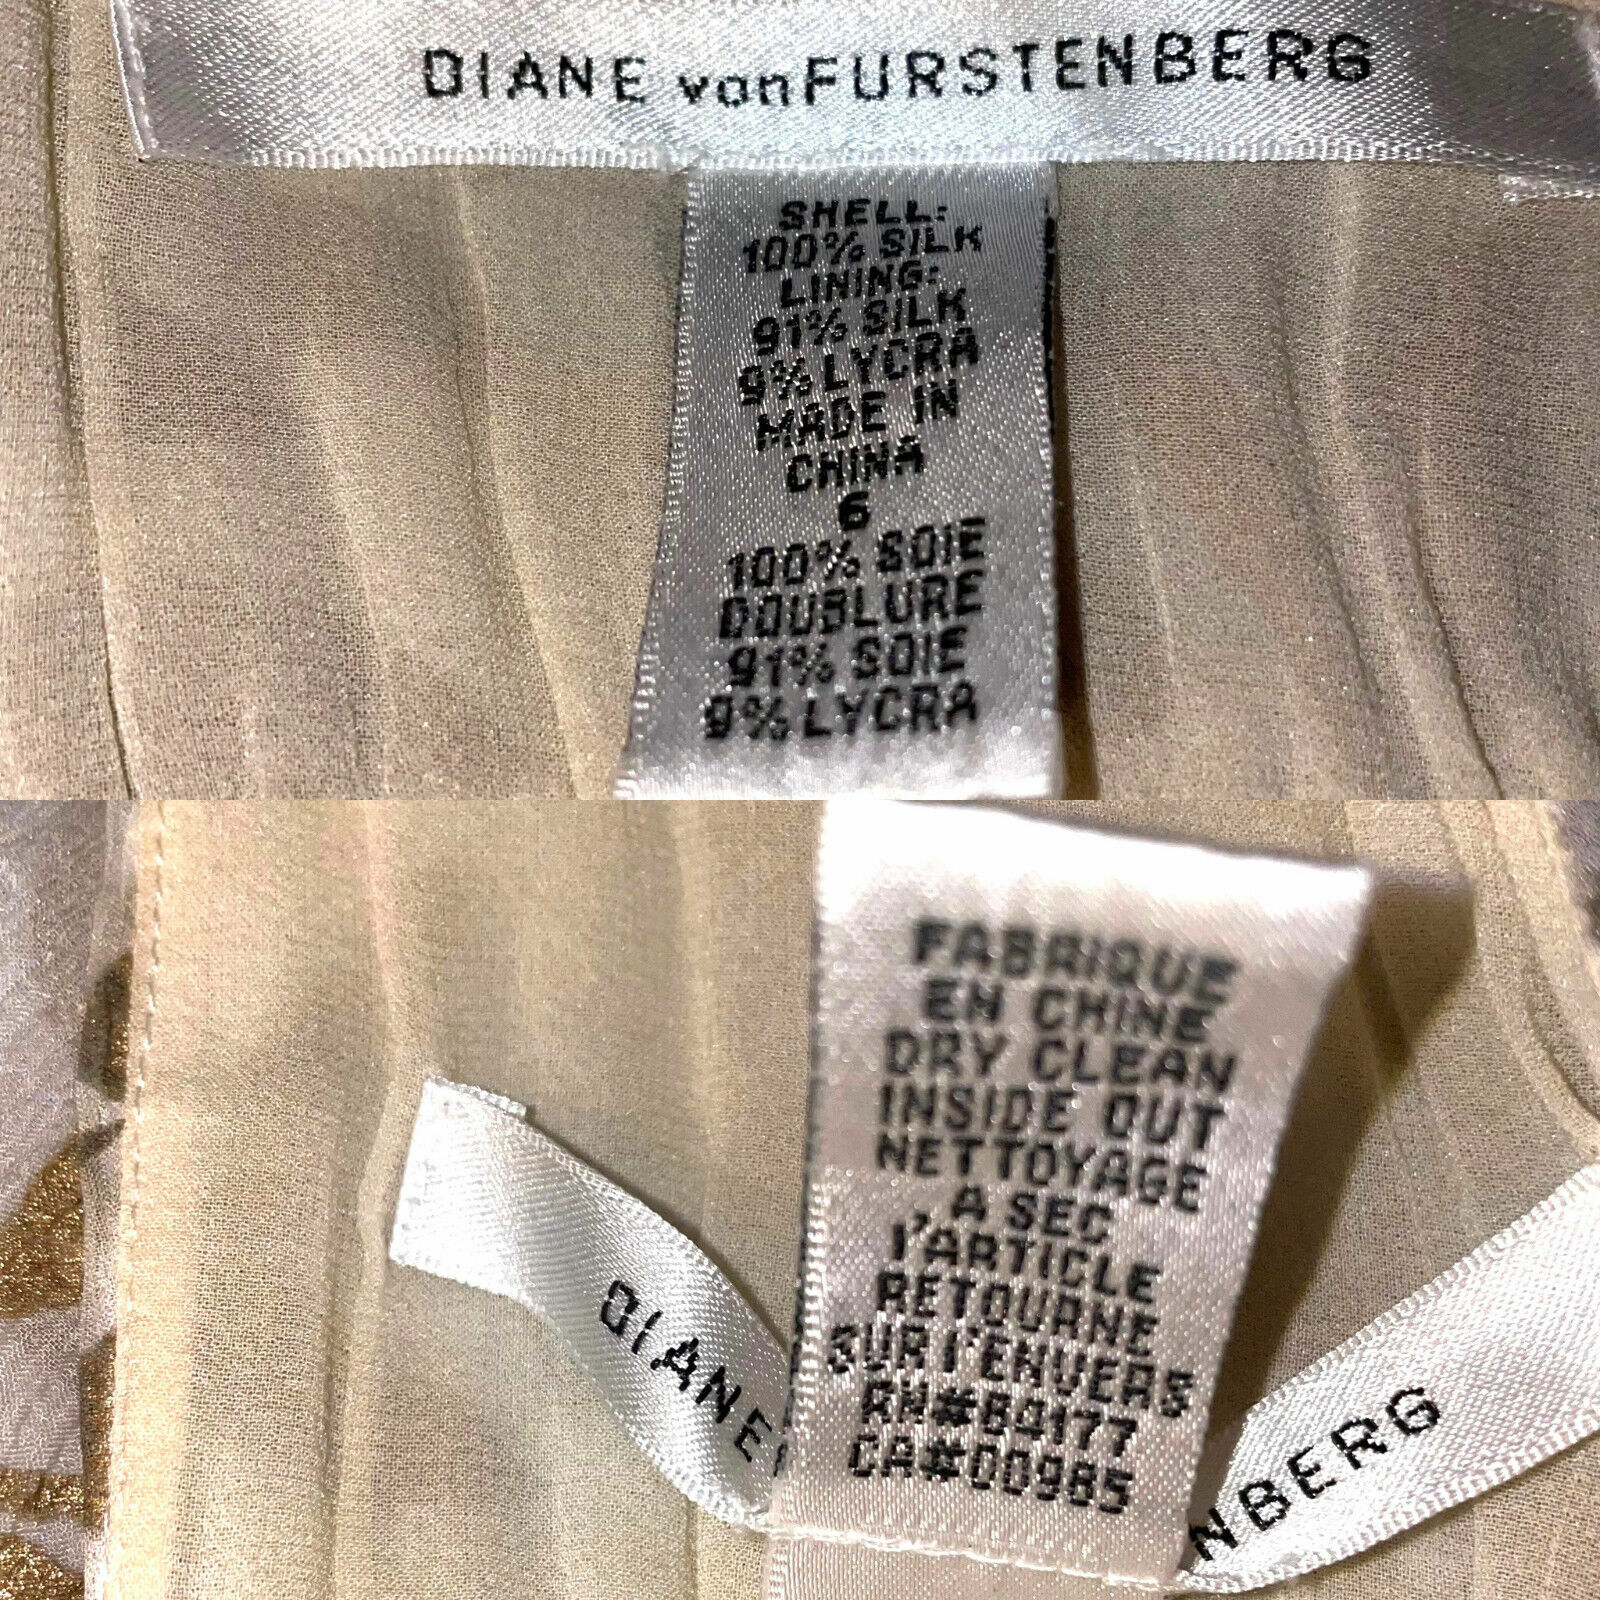 DIANE vonFURSTENBERG
SHELL:
100% SILK
LINING:
91% SILK
9% LYCRA
MADE IN
CHINA
6
100% SOIE
DOUBLURE
91% SOIE
9% LYCRA
FABRIQUE
EN CHINE
DRY CLEAN
INSIDE OUT
NETTOYAGE
A SEC
l'ARTICLE
RETOURNE
SUR l'ENVERS
RN#84177
CA#00985
DIANE
NBERG